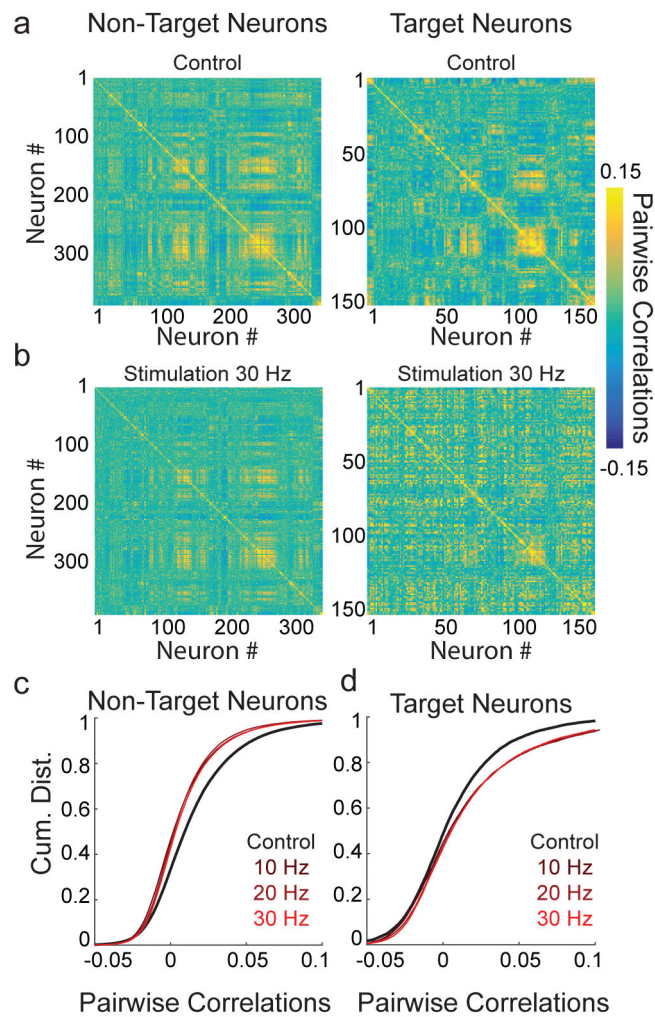 a
Non-Target Neurons
Target Neurons
Control
Control
1
100
200
300
Neuron #
1 100 200 300
Neuron #
1
50
100
150
1 50 100 150
Neuron #
0.15
Pairwise Correlations
-0.15
b
Stimulation 30 Hz
Stimulation 30 Hz
1
100
200
300
Neuron #
1 100 200 300
Neuron #
1
50
100
150
1 50 100 150
Neuron #
c
Non-Target Neurons
1
0.8
0.6
0.4
0.2
0
Cum. Dist.
Control
10 Hz
20 Hz
30 Hz
-0.05 0 0.05 0.1
Pairwise Correlations
d
Target Neurons
1
0.8
0.6
0.4
0.2
0
Control
10 Hz
20 Hz
30 Hz
-0.05 0 0.05 0.1
Pairwise Correlations